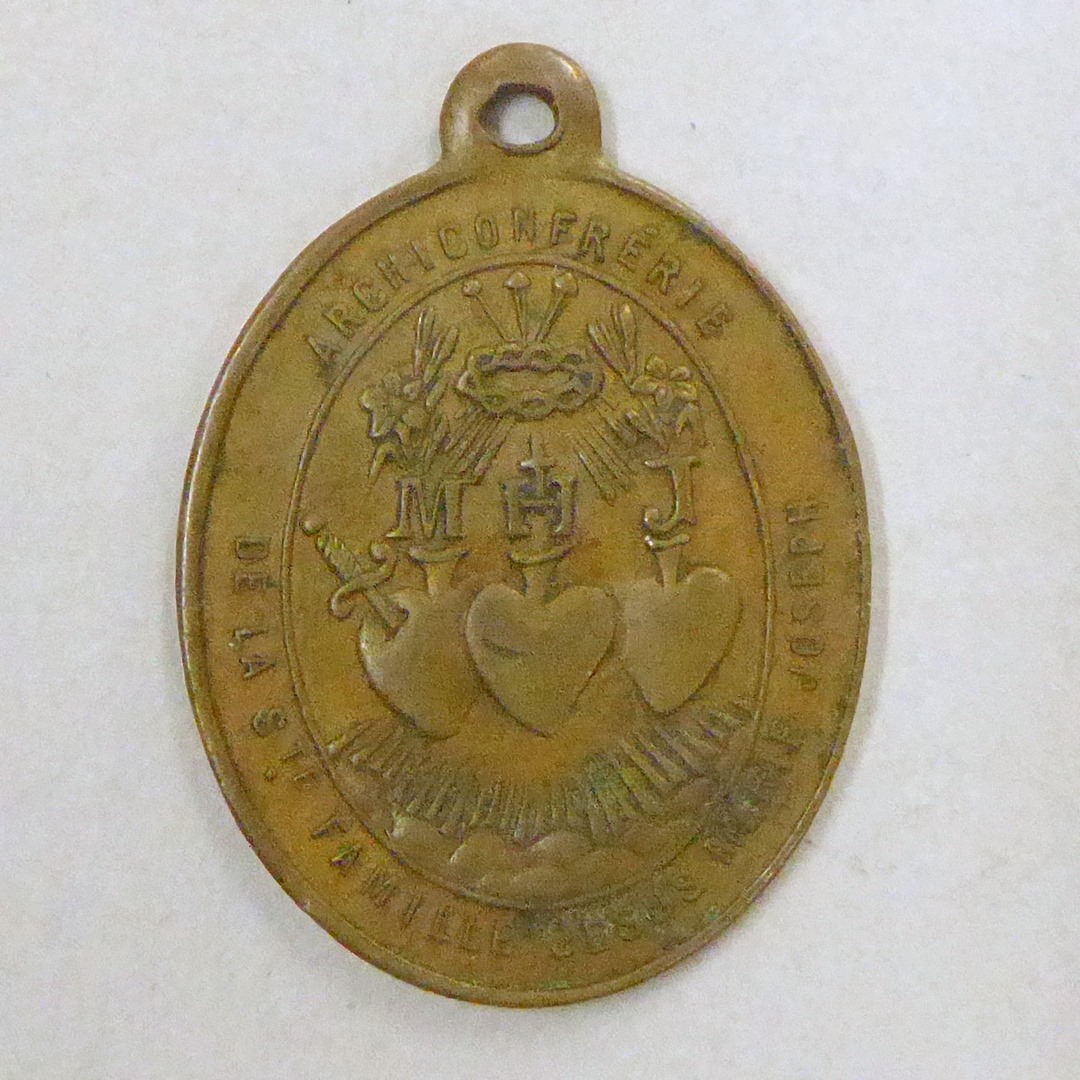 ARCHICONFRÉRIE
DE LA STE FAMILLE JESUS MARIE JOSEPH
M H J